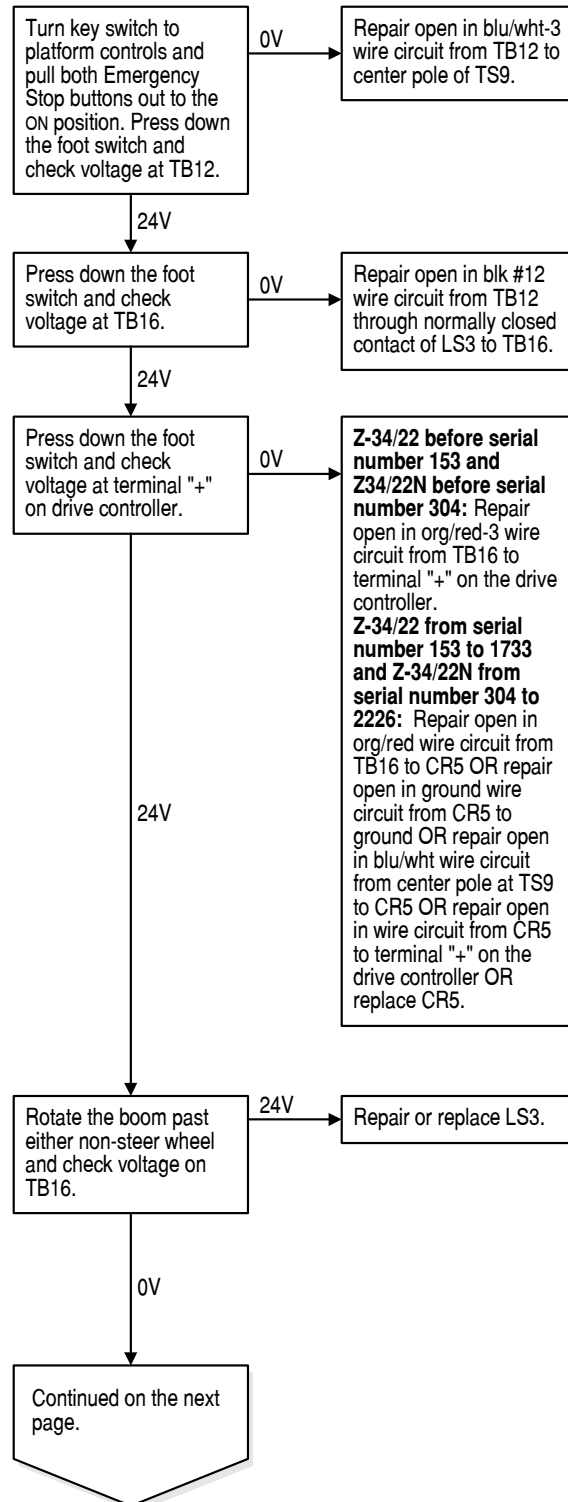 Turn key switch to
platform controls and
pull both Emergency
Stop buttons out to the
ON position. Press down
the foot switch and
check voltage at TB12.
0V
Repair open in blu/wht-3
wire circuit from TB12 to
center pole of TS9.
24V
Press down the foot
switch and check
voltage at TB16.
0V
Repair open in blk #12
wire circuit from TB12
through normally closed
contact of LS3 to TB16.
24V
Press down the foot
switch and check
voltage at terminal "+"
on drive controller.
0V
Z-34/22 before serial
number 153 and
Z34/22N before serial
number 304: Repair
open in org/red-3 wire
circuit from TB16 to
terminal "+" on the drive
controller.
Z-34/22 from serial
number 153 to 1733
and Z-34/22N from
serial number 304 to
2226: Repair open in
org/red wire circuit from
TB16 to CR5 OR repair
open in ground wire
circuit from CR5 to
ground OR repair open
in blu/wht wire circuit
from center pole at TS9
to CR5 OR repair open
in wire circuit from CR5
to terminal "+" on the
drive controller OR
replace CR5.
24V
Rotate the boom past
either non-steer wheel
and check voltage on
TB16.
24V
Repair or replace LS3.
0V
Continued on the next
page.